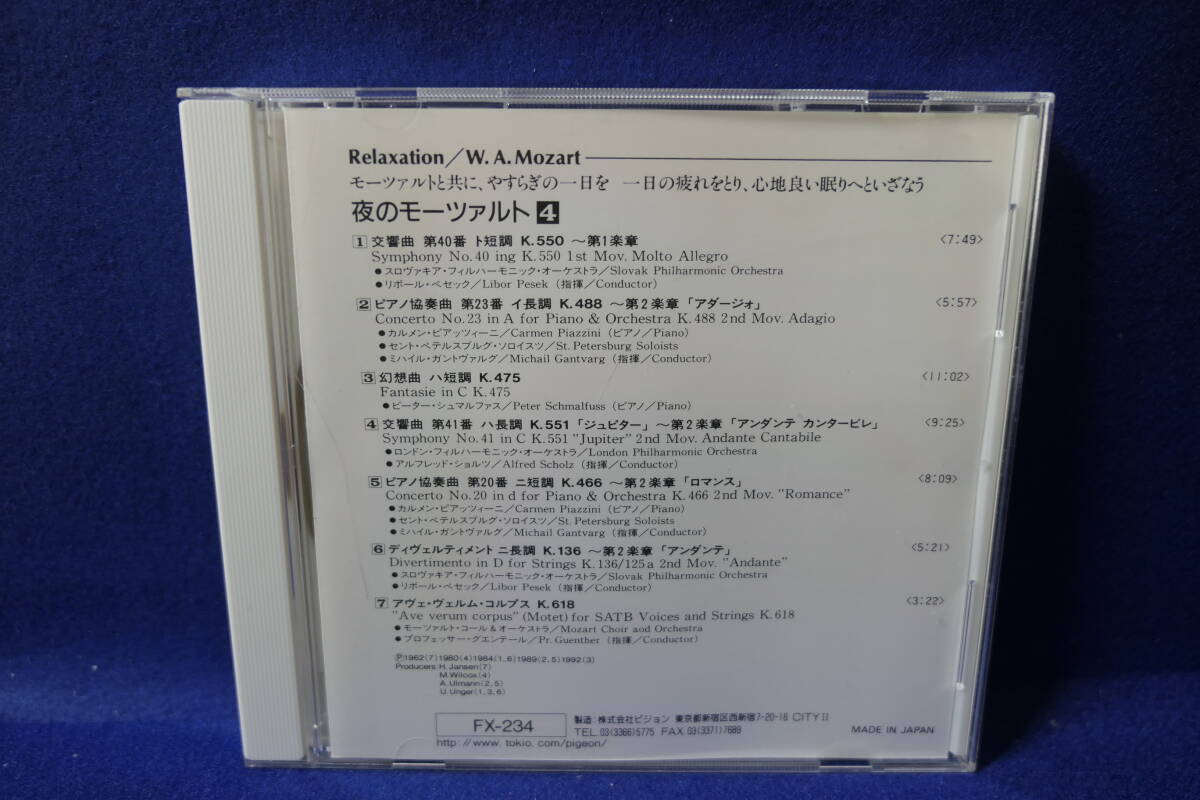 Relaxation／W. A. Mozart
モーツァルトと共に、やすらぎの一日を 一日の疲れをとり、心地良い眠りへといざなう
夜のモーツァルト 4
1 交響曲 第40番 ト短調 K.550 ～第1楽章 〈7:49〉
Symphony No. 40 ing K. 550 1st Mov. Molto Allegro
●スロヴァキア・フィルハーモニック・オーケストラ／Slovak Philharmonic Orchestra
●リボール・ペセック／Libor Pesek（指揮／Conductor）
2 ピアノ協奏曲 第23番 イ長調 K.488 ～第2楽章「アダージォ」 〈5:57〉
Concerto No. 23 in A for Piano & Orchestra K. 488 2nd Mov. Adagio
●カルメン・ピアッツィーニ／Carmen Piazzini（ピアノ／Piano）
●セント・ペテルスブルグ・ソロイスツ／St. Petersburg Soloists
●ミハイル・ガントヴァルグ／Michail Gantvarg（指揮／Conductor）
3 幻想曲 ハ短調 K.475 〈11:02〉
Fantasie in C K. 475
●ピーター・シュマルファス／Peter Schmalfuss（ピアノ／Piano）
4 交響曲 第41番 ハ長調 K.551「ジュピター」～第2楽章「アンダンテ カンタービレ」 〈9:25〉
Symphony No. 41 in C K. 551 "Jupiter" 2nd Mov. Andante Cantabile
●ロンドン・フィルハーモニック・オーケストラ／London Philharmonic Orchestra
●アルフレッド・ショルツ／Alfred Scholz（指揮／Conductor）
5 ピアノ協奏曲 第20番 ニ短調 K.466 ～第2楽章「ロマンス」 〈8:09〉
Concerto No. 20 in d for Piano & Orchestra K. 466 2nd Mov. "Romance"
●カルメン・ピアッツィーニ／Carmen Piazzini（ピアノ／Piano）
●セント・ペテルスブルグ・ソロイスツ／St. Petersburg Soloists
●ミハイル・ガントヴァルグ／Michail Gantvarg（指揮／Conductor）
6 ディヴェルティメント ニ長調 K.136 ～第2楽章「アンダンテ」 〈5:21〉
Divertimento in D for Strings K. 136/125a 2nd Mov. "Andante"
●スロヴァキア・フィルハーモニック・オーケストラ／Slovak Philharmonic Orchestra
●リボール・ペセック／Libor Pesek（指揮／Conductor）
7 アヴェ・ヴェルム・コルプス K.618 〈3:22〉
"Ave verum corpus" (Motet) for SATB Voices and Strings K. 618
●モーツァルト・コール&オーケストラ／Mozart Choir aod Orchestra
●プロフェッサー・グエンテール／Pr. Guenther（指揮／Conductor）
Ⓟ1962(7) 1980(4) 1984(1, 6) 1989(2, 5) 1992(3)
Producers: H. Jansen(7)
M. Wilcox(4)
A. Ulmann(2, 5)
U. Unger(1, 3, 6)
FX-234
製造：株式会社ピジョン 東京都新宿区西新宿7-20-16 CITY II
TEL. 03(3366)5775 FAX. 03(3371)7689
MADE IN JAPAN
http://www. tokio. com/pigeon/